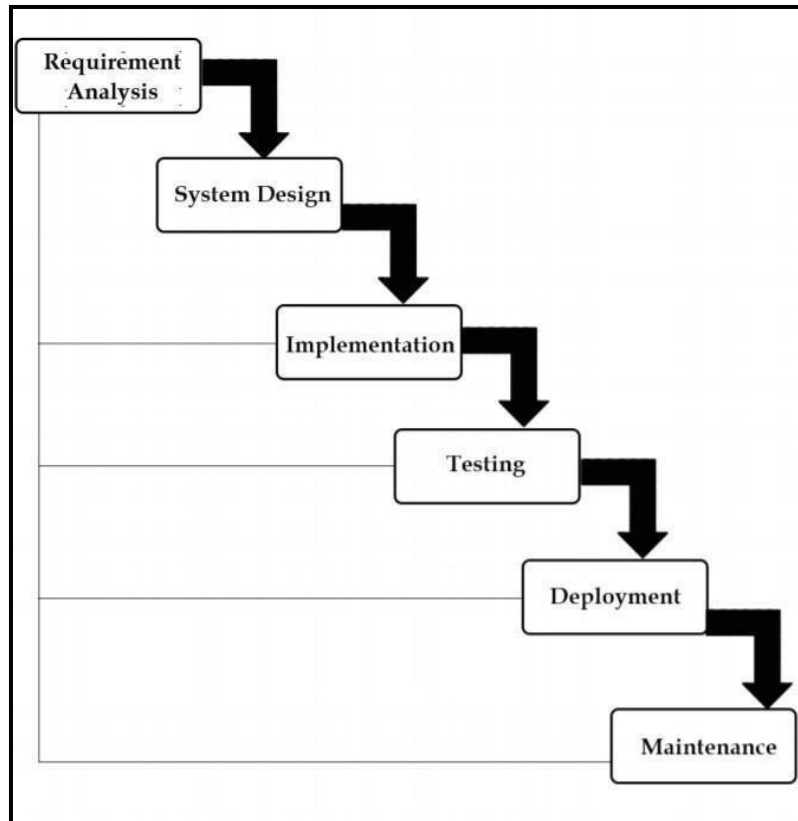 Requirement
Analysis
System Design
Implementation
Testing
Deployment
Maintenance